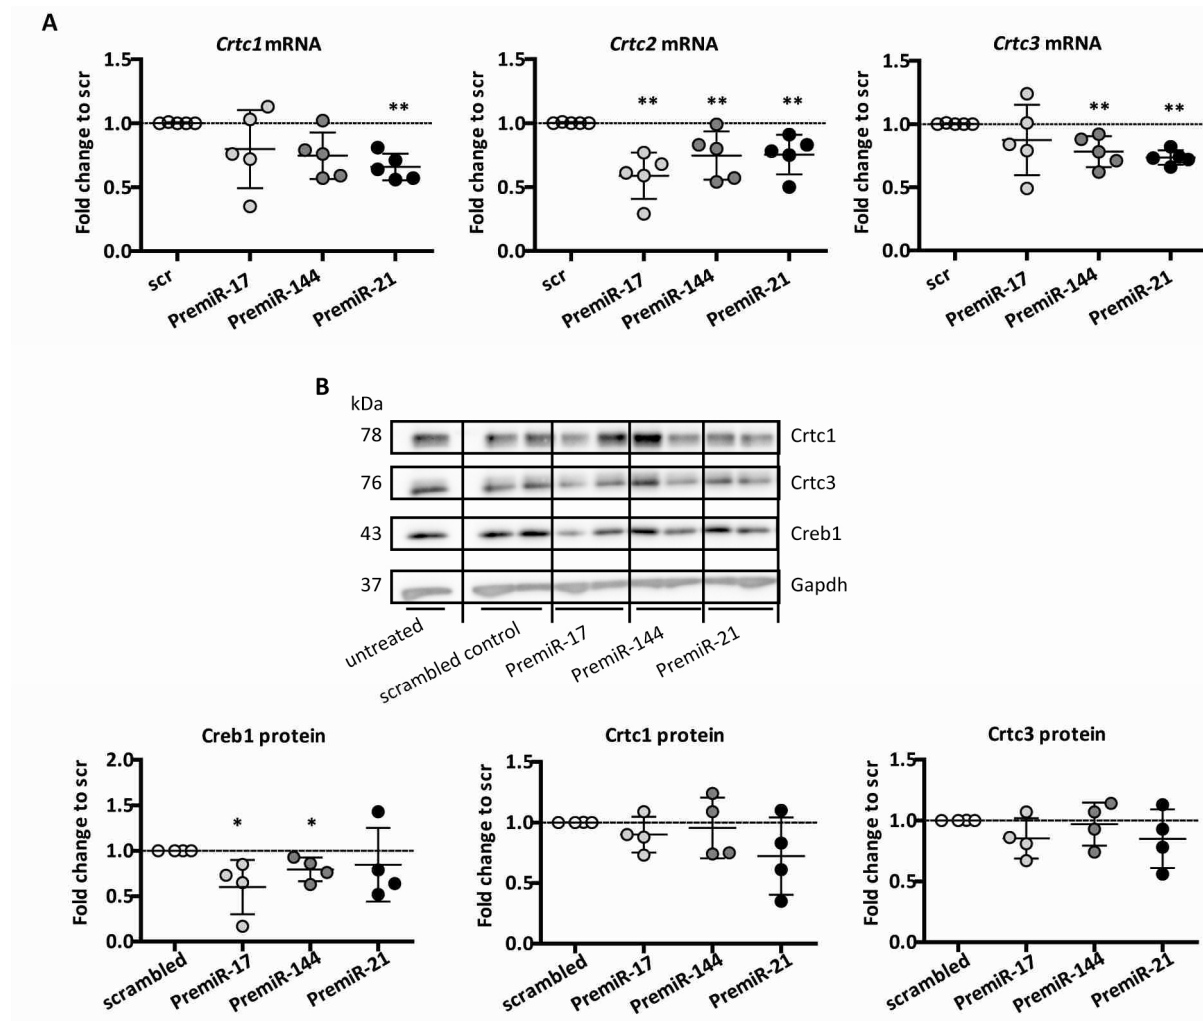 A
Crtc1 mRNA
Crtc2 mRNA
Crtc3 mRNA
Fold change to scr
1.5
1.0
0.5
0.0
**
scr
PremiR-17
PremiR-144
PremiR-21
Fold change to scr
1.5
1.0
0.5
0.0
**
**
**
scr
PremiR-17
PremiR-144
PremiR-21
Fold change to scr
1.5
1.0
0.5
0.0
**
**
scr
PremiR-17
PremiR-144
PremiR-21
B
kDa
78 Crtc1
76 Crtc3
43 Creb1
37 Gapdh
untreated
scrambled control
PremiR-17
PremiR-144
PremiR-21
Creb1 protein
Crtc1 protein
Crtc3 protein
Fold change to scr
2.0
1.5
1.0
0.5
0.0
*
*
scrambled
PremiR-17
PremiR-144
PremiR-21
Fold change to scr
1.5
1.0
0.5
0.0
scrambled
PremiR-17
PremiR-144
PremiR-21
Fold change to scr
1.5
1.0
0.5
0.0
scrambled
PremiR-17
PremiR-144
PremiR-21